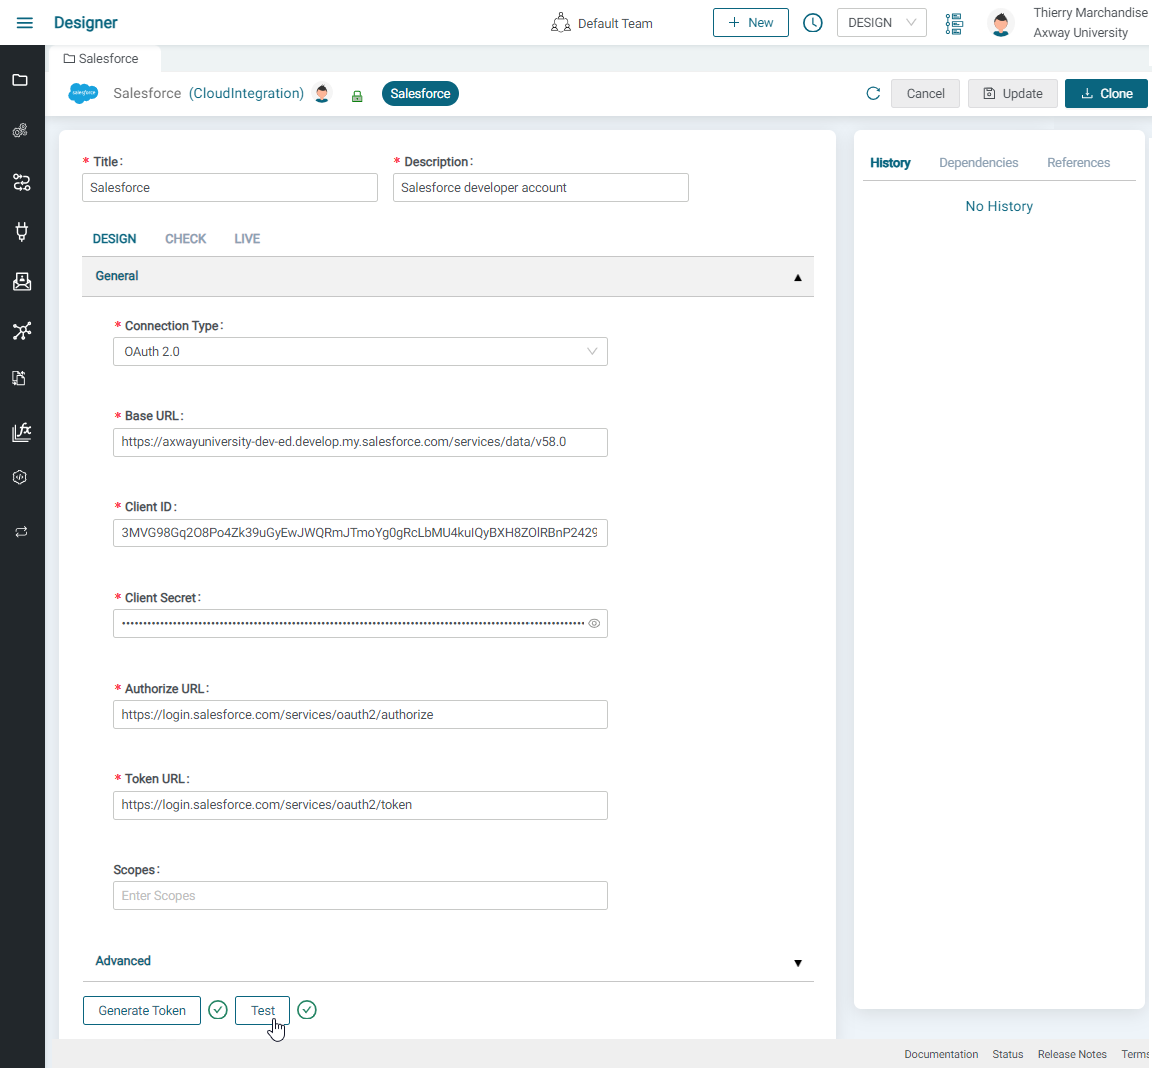 Designer
Default Team
+ New
DESIGN
Thierry Marchandise
Axway University
Salesforce
salesforce
Salesforce (CloudIntegration)
Salesforce
Cancel
Update
Clone
* Title:
* Description:
Salesforce
Salesforce developer account
DESIGN CHECK LIVE
General
* Connection Type:
OAuth 2.0
* Base URL:
https://axwayuniversity-dev-ed.develop.my.salesforce.com/services/data/v58.0
* Client ID:
3MVG98Gq2O8Po4Zk39uGyEwJWQRmJTmoYg0gRcLbMU4kuIQyBXH8ZOlRBnP2429
* Client Secret:
* Authorize URL:
https://login.salesforce.com/services/oauth2/authorize
* Token URL:
https://login.salesforce.com/services/oauth2/token
Scopes:
Enter Scopes
Advanced
Generate Token
Test
History Dependencies References
No History
Documentation Status Release Notes Terms